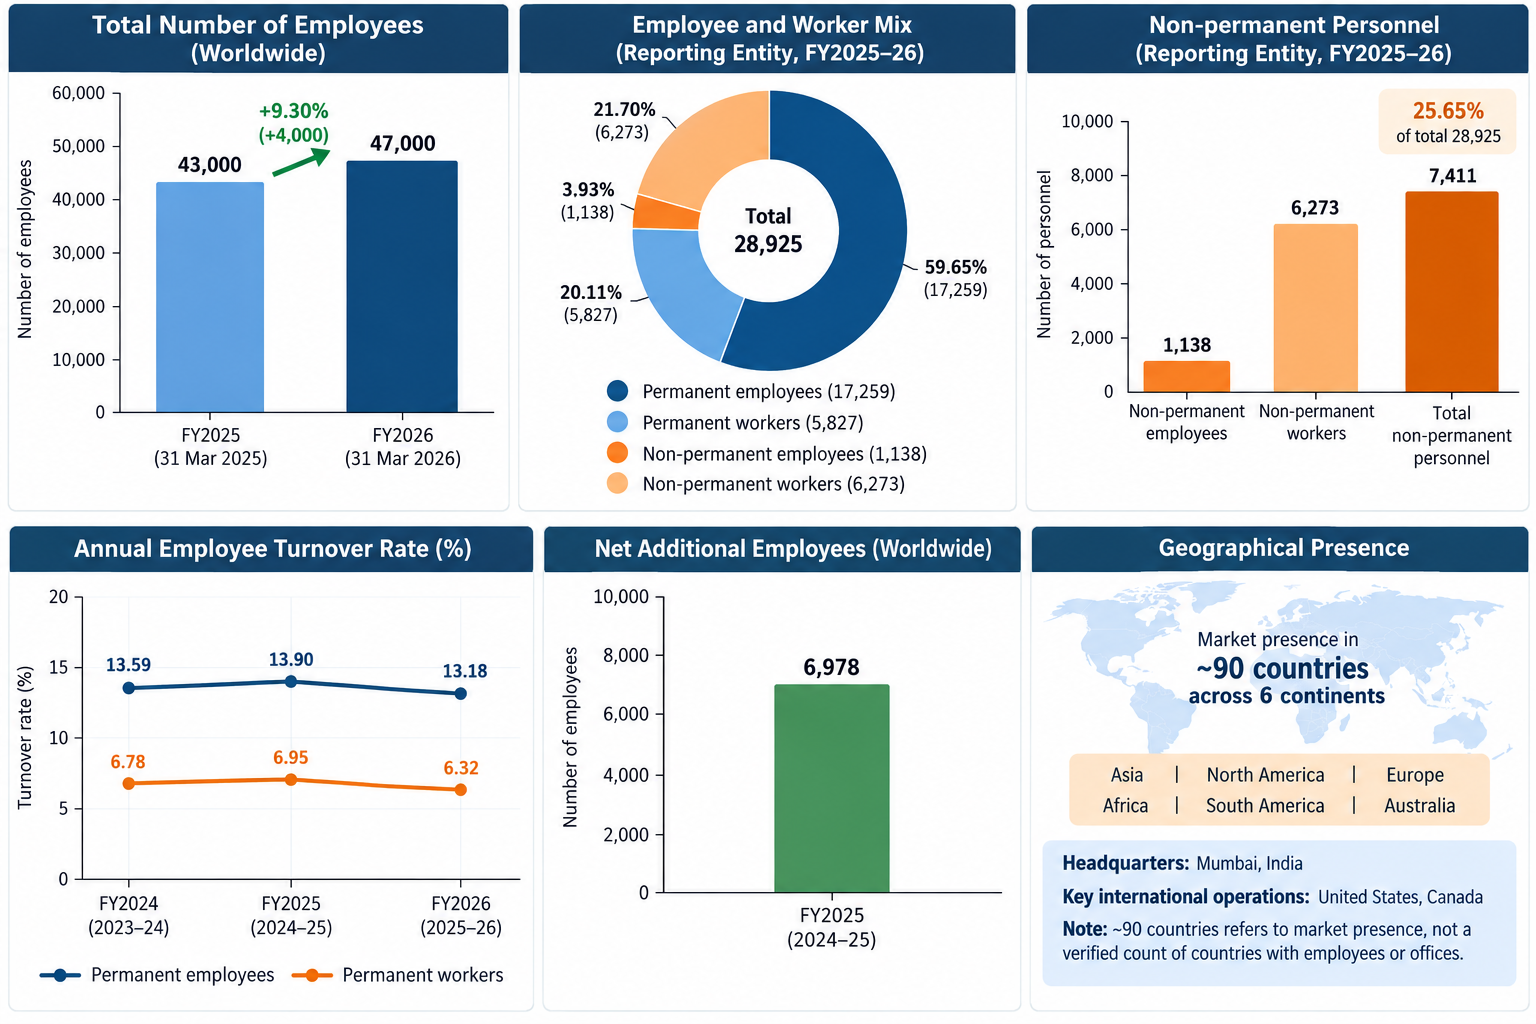 Total Number of Employees
(Worldwide)
Number of employees
60,000
50,000
40,000
30,000
20,000
10,000
0
+9.30%
(+4,000)
43,000
47,000
FY2025
(31 Mar 2025)
FY2026
(31 Mar 2026)
Employee and Worker Mix
(Reporting Entity, FY2025–26)
21.70%
(6,273)
3.93%
(1,138)
20.11%
(5,827)
59.65%
(17,259)
Total
28,925
Permanent employees (17,259)
Permanent workers (5,827)
Non-permanent employees (1,138)
Non-permanent workers (6,273)
Non-permanent Personnel
(Reporting Entity, FY2025–26)
25.65%
of total 28,925
Number of personnel
10,000
8,000
6,000
4,000
2,000
0
1,138
6,273
7,411
Non-permanent
employees
Non-permanent
workers
Total
non-permanent
personnel
Annual Employee Turnover Rate (%)
Turnover rate (%)
20
15
10
5
0
13.59
13.90
13.18
6.78
6.95
6.32
FY2024
(2023–24)
FY2025
(2024–25)
FY2026
(2025–26)
Permanent employees
Permanent workers
Net Additional Employees (Worldwide)
Number of employees
10,000
8,000
6,000
4,000
2,000
0
6,978
FY2025
(2024–25)
Geographical Presence
Market presence in
~90 countries
across 6 continents
Asia | North America | Europe
Africa | South America | Australia
Headquarters: Mumbai, India
Key international operations: United States, Canada
Note: ~90 countries refers to market presence, not a
verified count of countries with employees or offices.